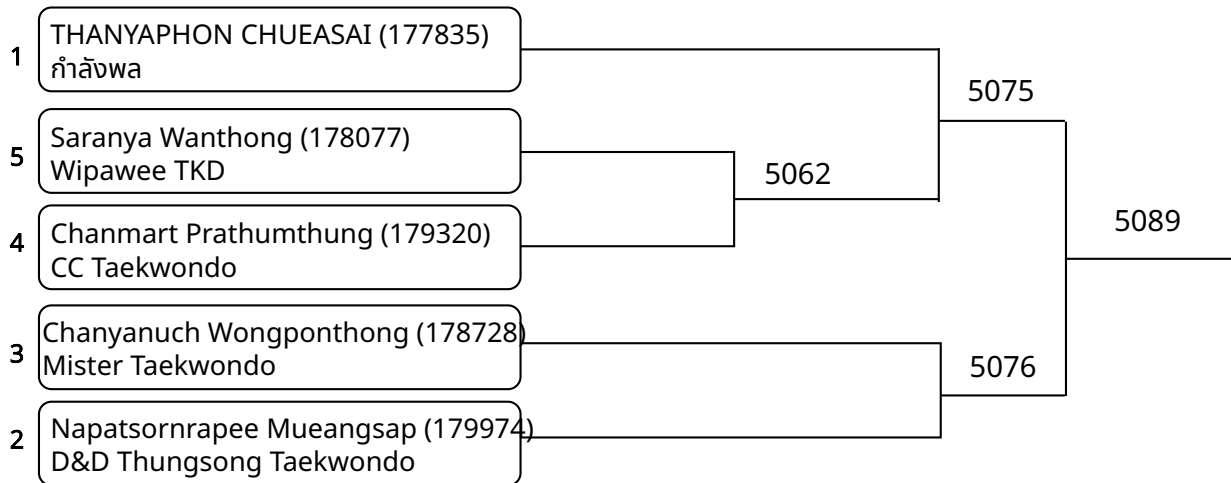 1
THANYAPHON CHUEASAI (177835)
กำลังพล
5075
5
Saranya Wanthong (178077)
Wipawee TKD
5062
4
Chanmart Prathumthung (179320)
CC Taekwondo
5089
3
Chanyanuch Wongponthong (178728)
Mister Taekwondo
5076
2
Napatsornrapee Mueangsap (179974)
D&D Thungsong Taekwondo